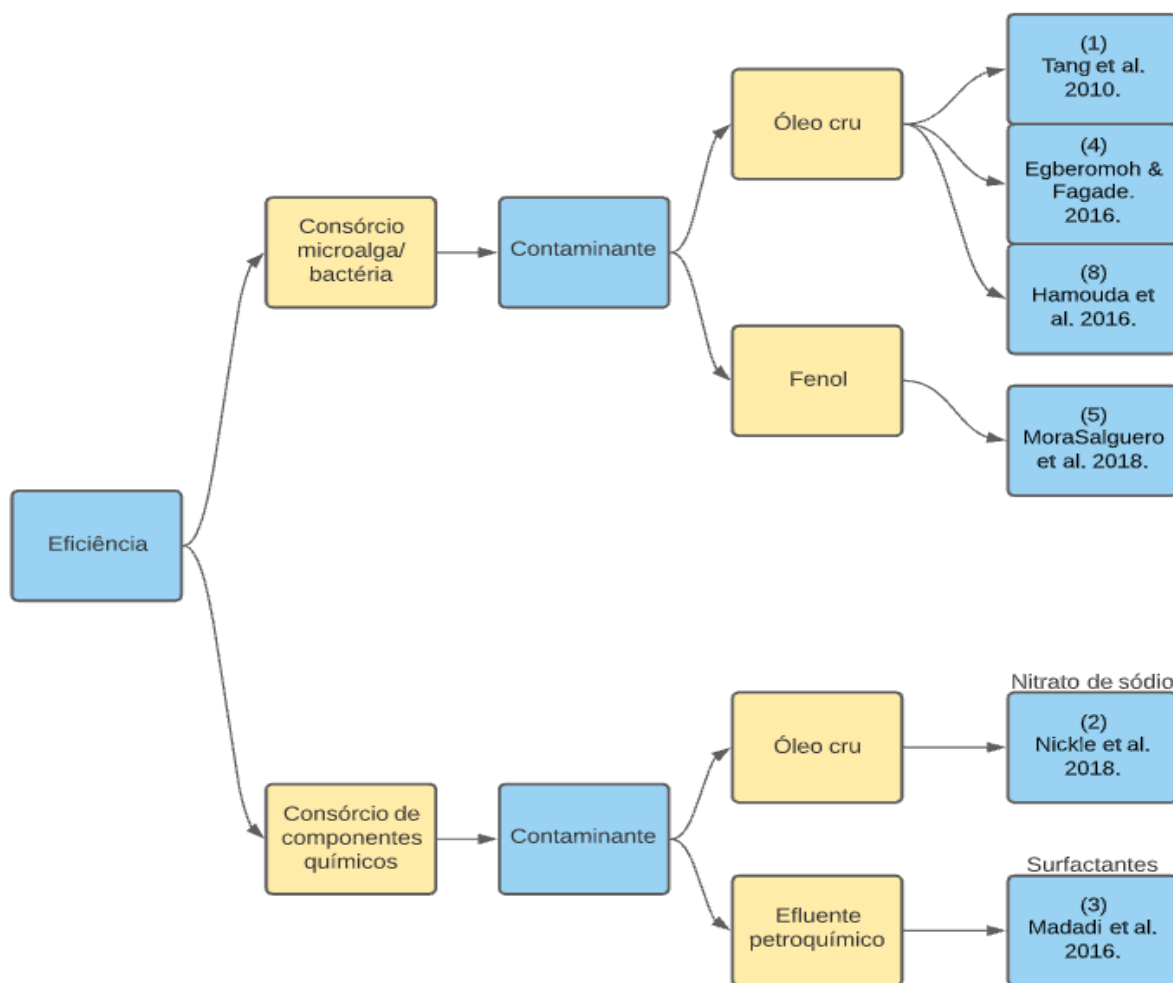 (1)
Tang et al.
2010.
Óleo cru
(4)
Egberomoh &
Fagade.
2016.
Consórcio
microalga/
bactéria
Contaminante
(8)
Hamouda et
al. 2016.
Fenol
(5)
MoraSalguero
et al. 2018.
Eficiência
Nitrato de sódio
(2)
Nickle et al.
2018.
Óleo cru
Consórcio de
componentes
químicos
Contaminante
Surfactantes
(3)
Madadi et al.
2016.
Efluente
petroquímico